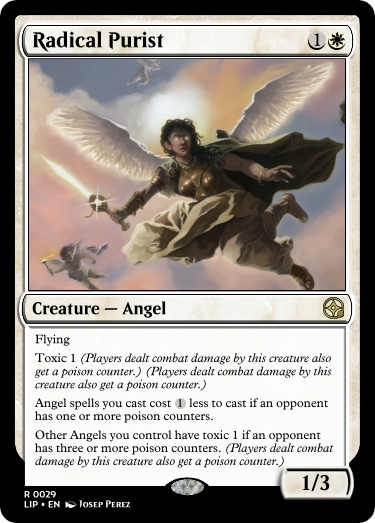 Radical Purist 1
Creature — Angel
Flying
Toxic 1 (Players dealt combat damage by this creature also
get a poison counter.) (Players dealt combat damage by this
creature also get a poison counter.)
Angel spells you cast cost 1 less to cast if an opponent
has one or more poison counters.
Other Angels you control have toxic 1 if an opponent
has three or more poison counters. (Players dealt combat
damage by this creature also get a poison counter.)
1/3
R 0029
LIP • EN Josep Perez